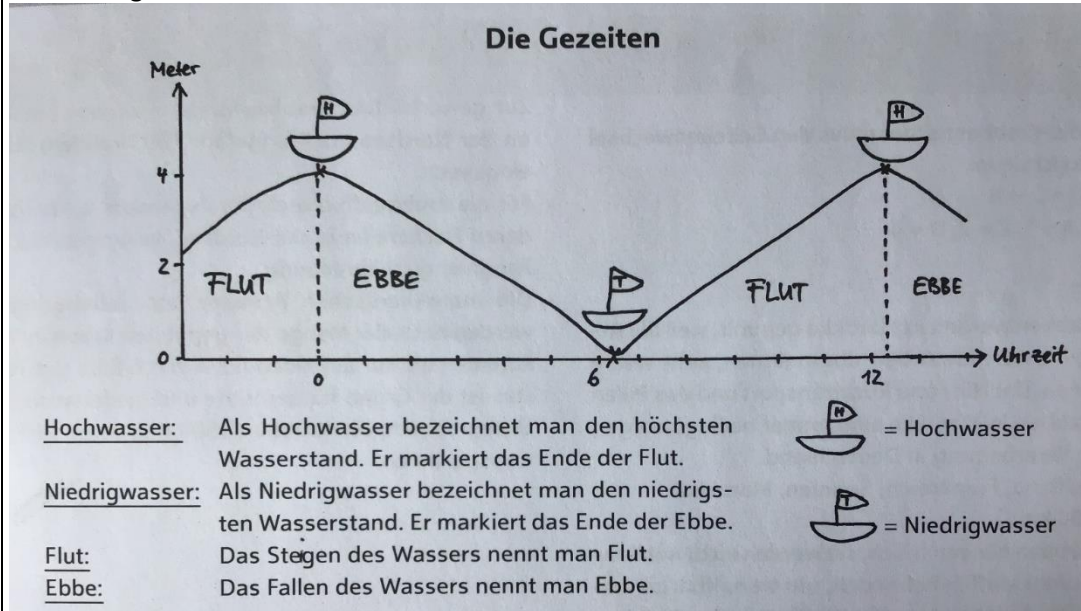 Die Gezeiten
Meter
H
H
4
2
FLUT
EBBE
FLUT
EBBE
0
0
6
12
Uhrzeit
Hochwasser: Als Hochwasser bezeichnet man den höchsten
Wasserstand. Er markiert das Ende der Flut.
H = Hochwasser
Niedrigwasser: Als Niedrigwasser bezeichnet man den niedrigs-
ten Wasserstand. Er markiert das Ende der Ebbe.
= Niedrigwasser
Flut: Das Steigen des Wassers nennt man Flut.
Ebbe: Das Fallen des Wassers nennt man Ebbe.